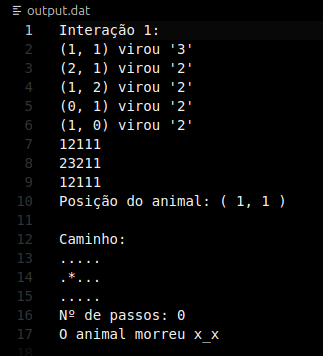 output.dat
1 Interação 1:
2 (1, 1) virou '3'
3 (2, 1) virou '2'
4 (1, 2) virou '2'
5 (0, 1) virou '2'
6 (1, 0) virou '2'
7 12111
8 23211
9 12111
10 Posição do animal: ( 1, 1 )
11
12 Caminho:
13 .....
14 .*...
15 .....
16 Nº de passos: 0
17 O animal morreu x_x
18